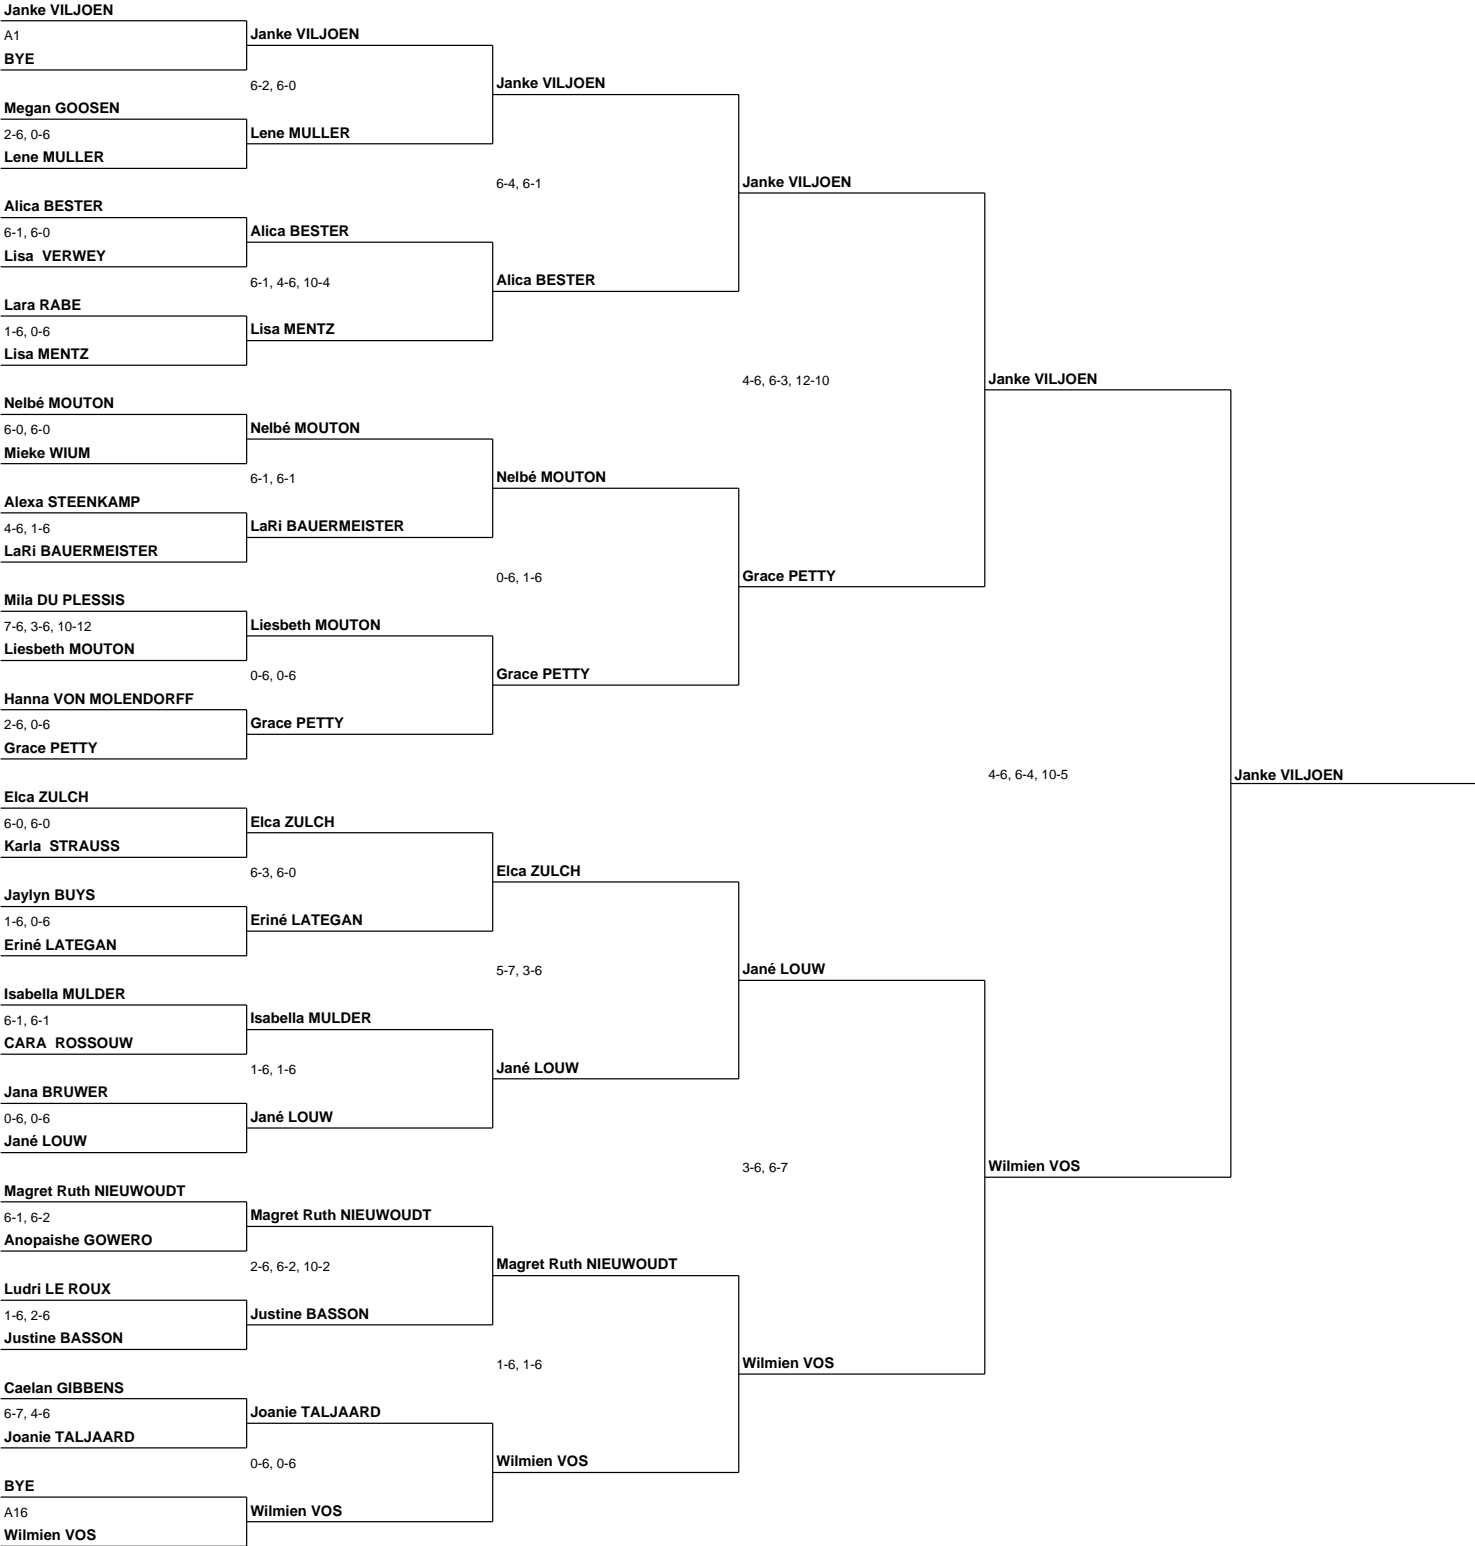 Janke VILJOEN
A1
BYE
Janke VILJOEN
6-2, 6-0
Janke VILJOEN
Megan GOOSEN
2-6, 0-6
Lene MULLER
Lene MULLER
6-4, 6-1
Janke VILJOEN
Alica BESTER
6-1, 6-0
Lisa  VERWEY
Alica BESTER
6-1, 4-6, 10-4
Alica BESTER
Lara RABE
1-6, 0-6
Lisa MENTZ
Lisa MENTZ
4-6, 6-3, 12-10
Janke VILJOEN
Nelbé MOUTON
6-0, 6-0
Mieke WIUM
Nelbé MOUTON
6-1, 6-1
Nelbé MOUTON
Alexa STEENKAMP
4-6, 1-6
LaRi BAUERMEISTER
LaRi BAUERMEISTER
0-6, 1-6
Grace PETTY
Mila DU PLESSIS
7-6, 3-6, 10-12
Liesbeth MOUTON
Liesbeth MOUTON
0-6, 0-6
Grace PETTY
Hanna VON MOLENDORFF
2-6, 0-6
Grace PETTY
Grace PETTY
4-6, 6-4, 10-5
Janke VILJOEN
Elca ZULCH
6-0, 6-0
Karla  STRAUSS
Elca ZULCH
6-3, 6-0
Elca ZULCH
Jaylyn BUYS
1-6, 0-6
Eriné LATEGAN
Eriné LATEGAN
5-7, 3-6
Jané LOUW
Isabella MULDER
6-1, 6-1
CARA  ROSSOUW
Isabella MULDER
1-6, 1-6
Jané LOUW
Jana BRUWER
0-6, 0-6
Jané LOUW
Jané LOUW
3-6, 6-7
Wilmien VOS
Magret Ruth NIEUWOUDT
6-1, 6-2
Anopaishe GOWERO
Magret Ruth NIEUWOUDT
2-6, 6-2, 10-2
Magret Ruth NIEUWOUDT
Ludri LE ROUX
1-6, 2-6
Justine BASSON
Justine BASSON
1-6, 1-6
Wilmien VOS
Caelan GIBBENS
6-7, 4-6
Joanie TALJAARD
Joanie TALJAARD
0-6, 0-6
Wilmien VOS
BYE
A16
Wilmien VOS
Wilmien VOS